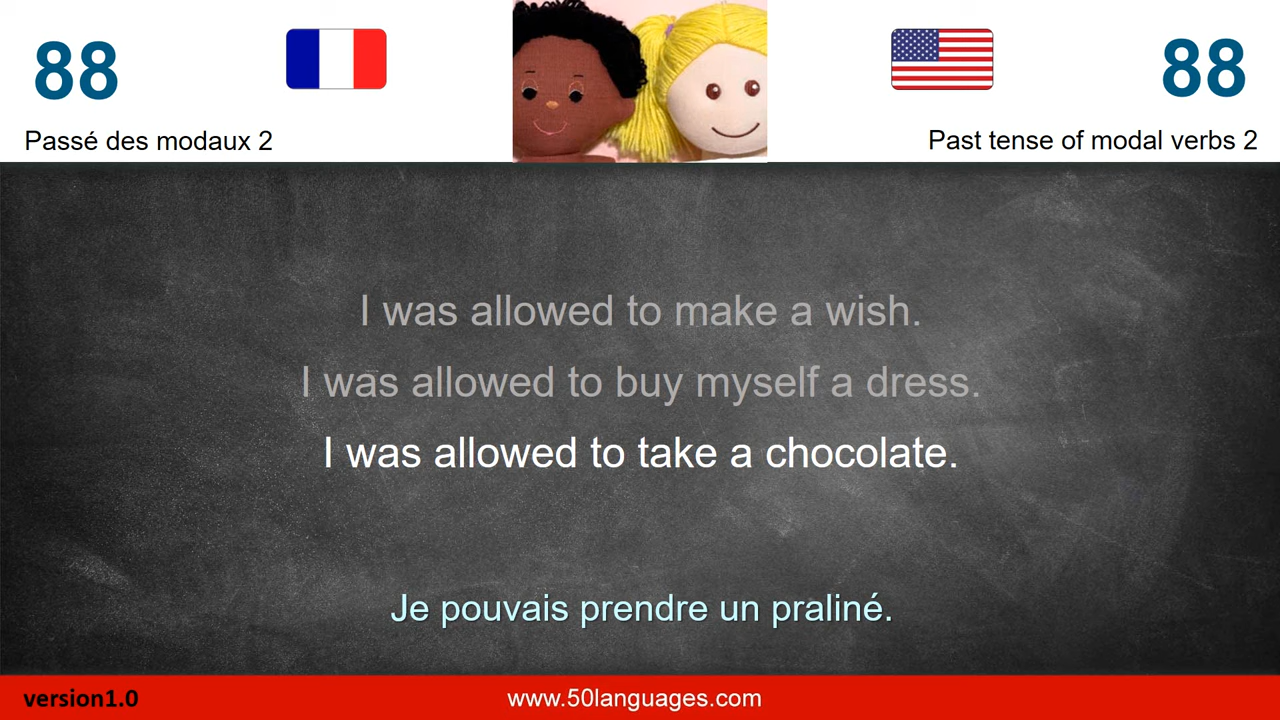 88
88
Passé des modaux 2
Past tense of modal verbs 2
I was allowed to make a wish.
I was allowed to buy myself a dress.
I was allowed to take a chocolate.
Je pouvais prendre un praliné.
version1.0
www.50languages.com